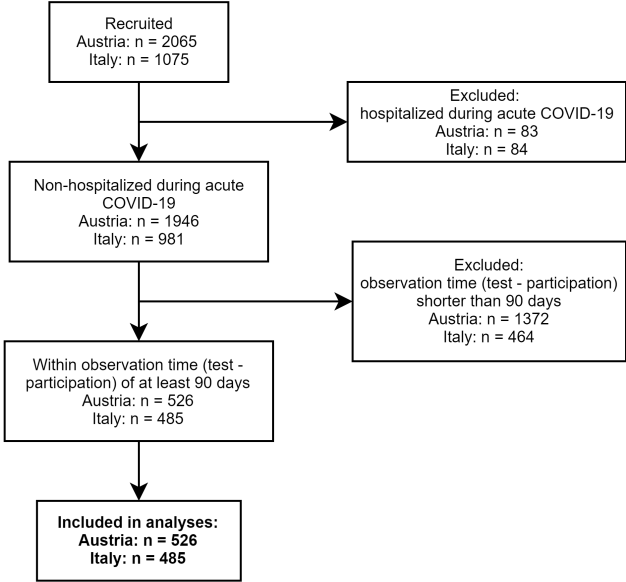 Recruited
Austria: n = 2065
Italy: n = 1075
Excluded:
hospitalized during acute COVID-19
Austria: n = 83
Italy: n = 84
Non-hospitalized during acute
COVID-19
Austria: n = 1946
Italy: n = 981
Excluded:
observation time (test - participation)
shorter than 90 days
Austria: n = 1372
Italy: n = 464
Within observation time (test -
participation) of at least 90 days
Austria: n = 526
Italy: n = 485
Included in analyses:
Austria: n = 526
Italy: n = 485